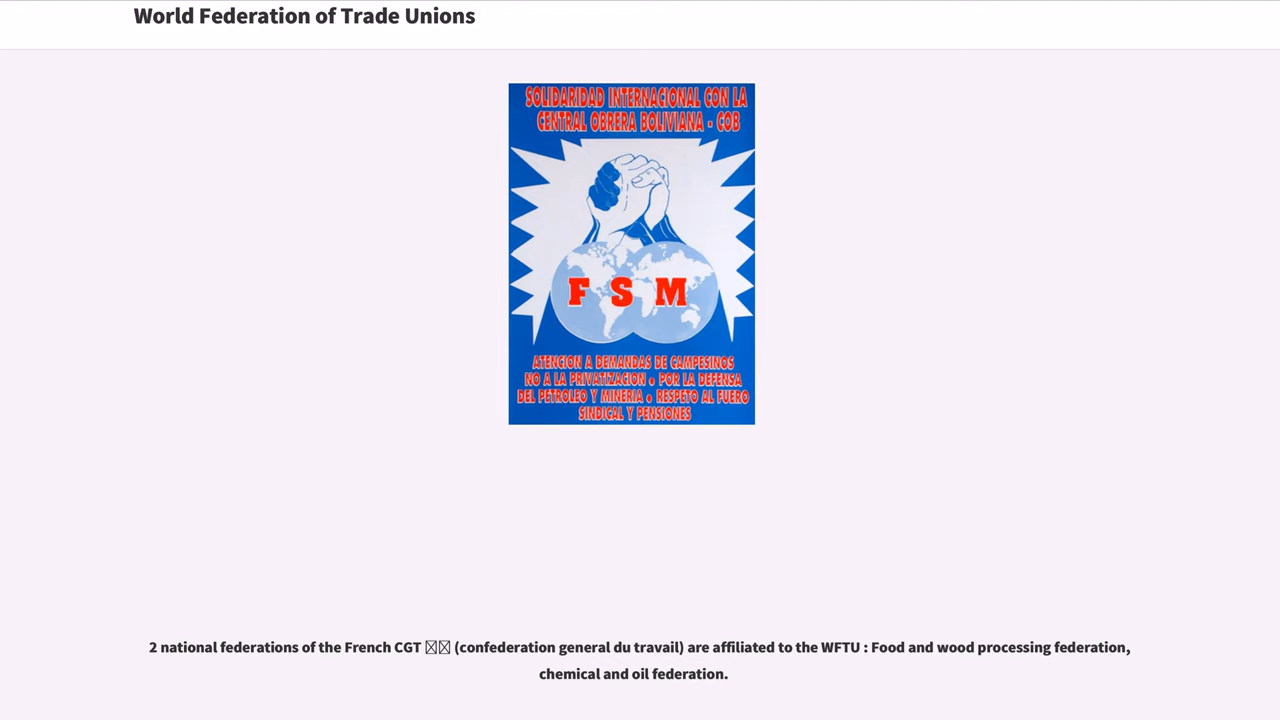 World Federation of Trade Unions
SOLIDARIDAD INTERNACIONAL CON LA
CENTRAL OBRERA BOLIVIANA - COB
F S M
ATENCION A DEMANDAS DE CAMPESINOS
NO A LA PRIVATIZACION • POR LA DEFENSA
DEL PETROLEO Y MINERIA • RESPETO AL FUERO
SINDICAL Y PENSIONES
2 national federations of the French CGT (confederation general du travail) are affiliated to the WFTU : Food and wood processing federation,
chemical and oil federation.